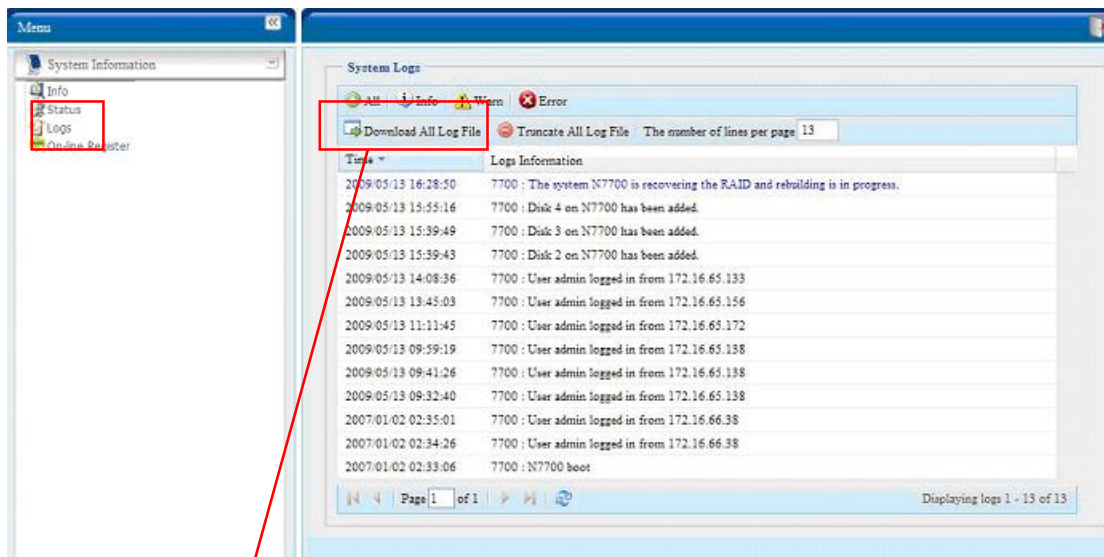 Menu
System Information
Info
Status
Logs
On-line Register
System Logs
All Info Warn Error
Download All Log File Truncate All Log File The number of lines per page 13
Time Logs Information
2009/05/13 16:28:50 7700 : The system N7700 is recovering the RAID and rebuilding is in progress.
2009/05/13 15:55:16 7700 : Disk 4 on N7700 has been added.
2009/05/13 15:39:49 7700 : Disk 3 on N7700 has been added.
2009/05/13 15:39:43 7700 : Disk 2 on N7700 has been added.
2009/05/13 14:08:36 7700 : User admin logged in from 172.16.65.133
2009/05/13 13:45:03 7700 : User admin logged in from 172.16.65.156
2009/05/13 11:11:45 7700 : User admin logged in from 172.16.65.172
2009/05/13 09:59:19 7700 : User admin logged in from 172.16.65.138
2009/05/13 09:41:26 7700 : User admin logged in from 172.16.65.138
2009/05/13 09:32:40 7700 : User admin logged in from 172.16.65.138
2007/01/02 02:35:01 7700 : User admin logged in from 172.16.66.38
2007/01/02 02:34:26 7700 : User admin logged in from 172.16.66.38
2007/01/02 02:33:06 7700 : N7700 boot
Page 1 of 1 Displaying logs 1 - 13 of 13